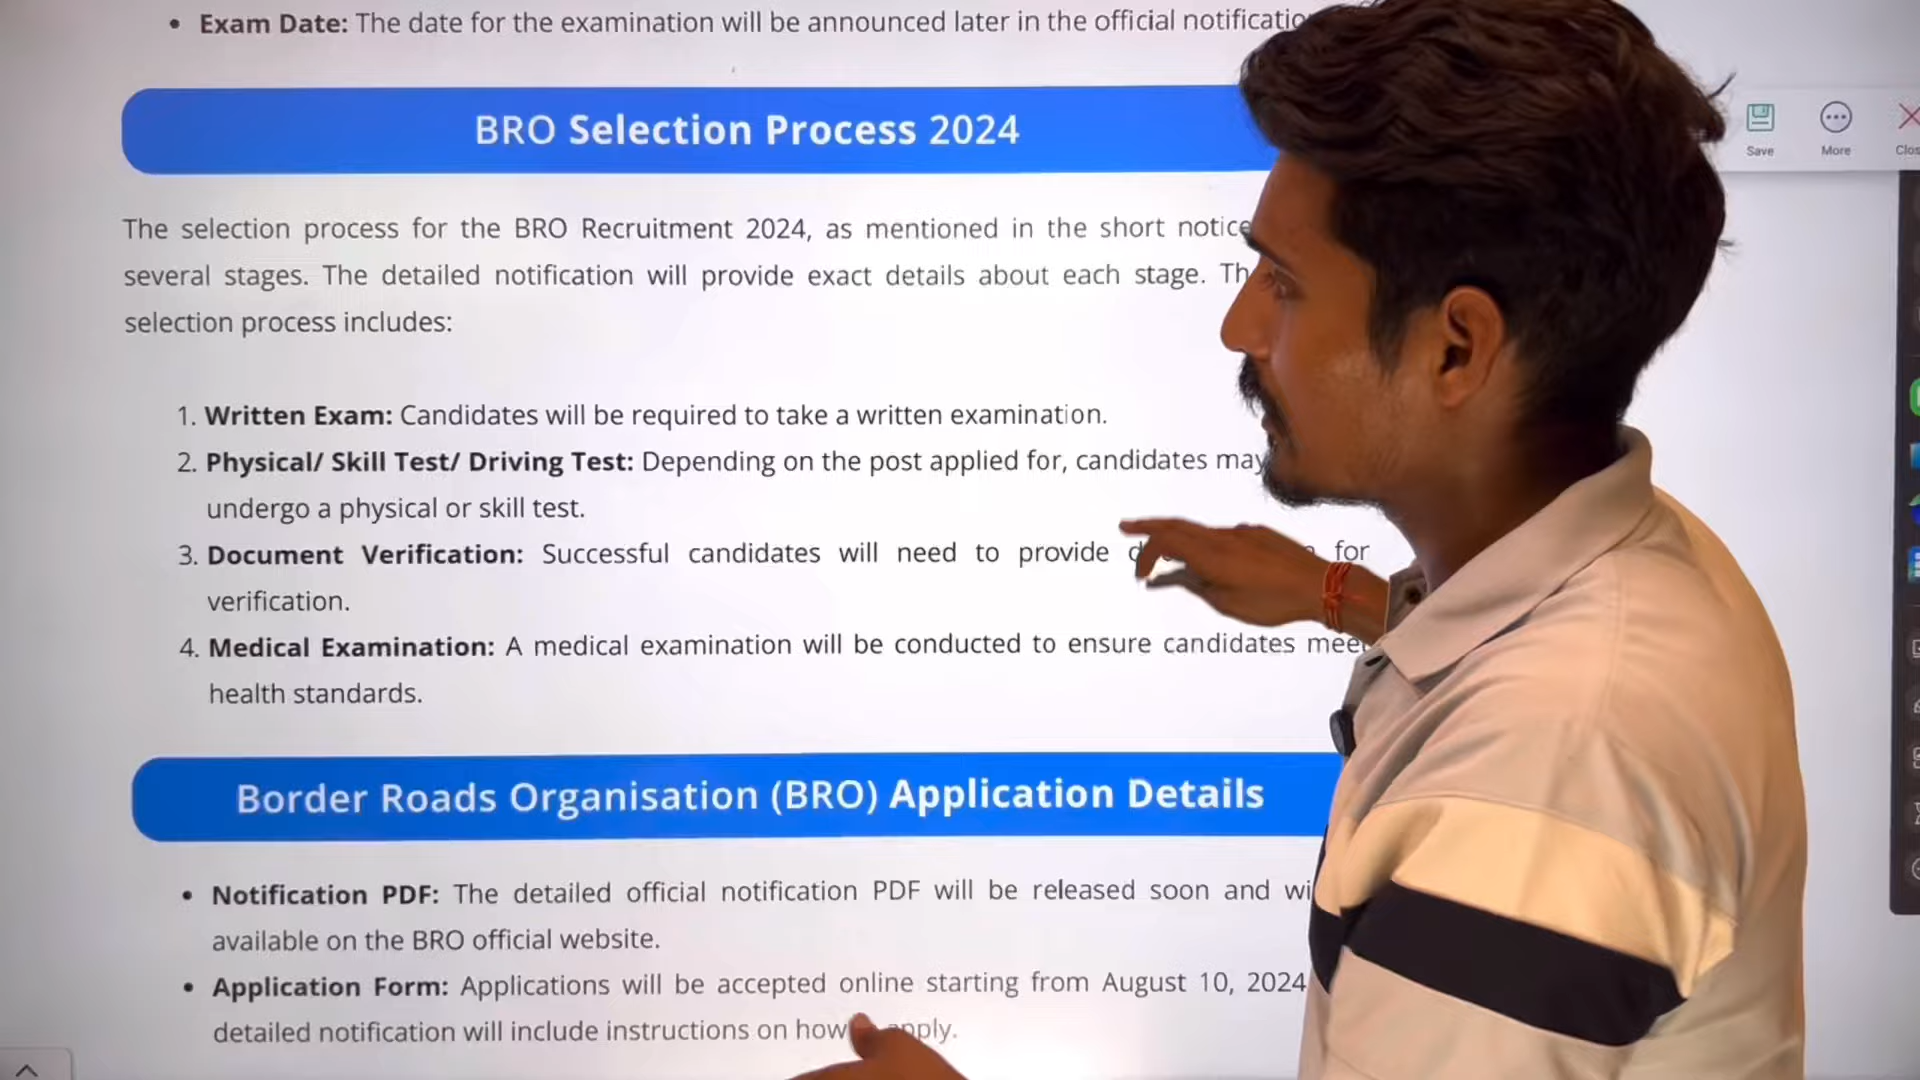 • Exam Date: The date for the examination will be announced later in the official
BRO Selection Process 2024
Save
More
The selection process for the BRO Recruitment 2024, as mentioned in the short notice
several stages. The detailed notification will provide exact details about each stage.
selection process includes:
1. Written Exam: Candidates will be required to take a written examination.
2. Physical/ Skill Test/ Driving Test: Depending on the post applied for, candidates may
undergo a physical or skill test.
3. Document Verification: Successful candidates will need to provide for
verification.
4. Medical Examination: A medical examination will be conducted to ensure candidates
health standards.
Border Roads Organisation (BRO) Application Details
• Notification PDF: The detailed official notification PDF will be released soon and
available on the BRO official website.
• Application Form: Applications will be accepted online starting from August 10, 2024
detailed notification will include instructions on how